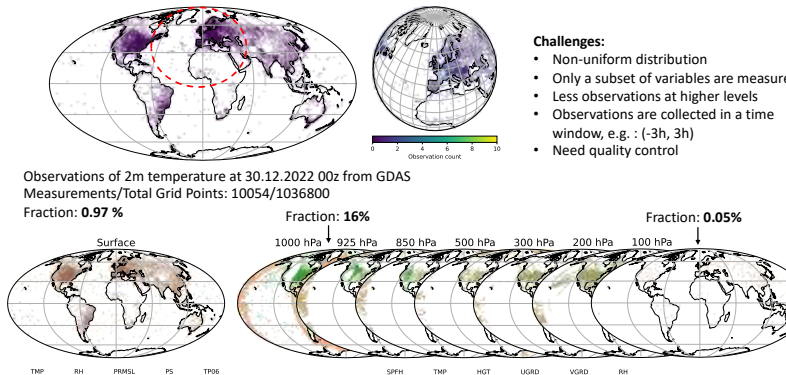 Challenges:
• Non-uniform distribution
• Only a subset of variables are measure
• Less observations at higher levels
• Observations are collected in a time
window, e.g. : (-3h, 3h)
• Need quality control
0 2 4 6 8 10
Observation count
Observations of 2m temperature at 30.12.2022 00z from GDAS
Measurements/Total Grid Points: 10054/1036800
Fraction: 0.97 %
Fraction: 16%
Fraction: 0.05%
Surface
1000 hPa 925 hPa 850 hPa 500 hPa 300 hPa 200 hPa 100 hPa
TMP RH PRMSL PS TP06
SPFH TMP HGT UGRD VGRD RH